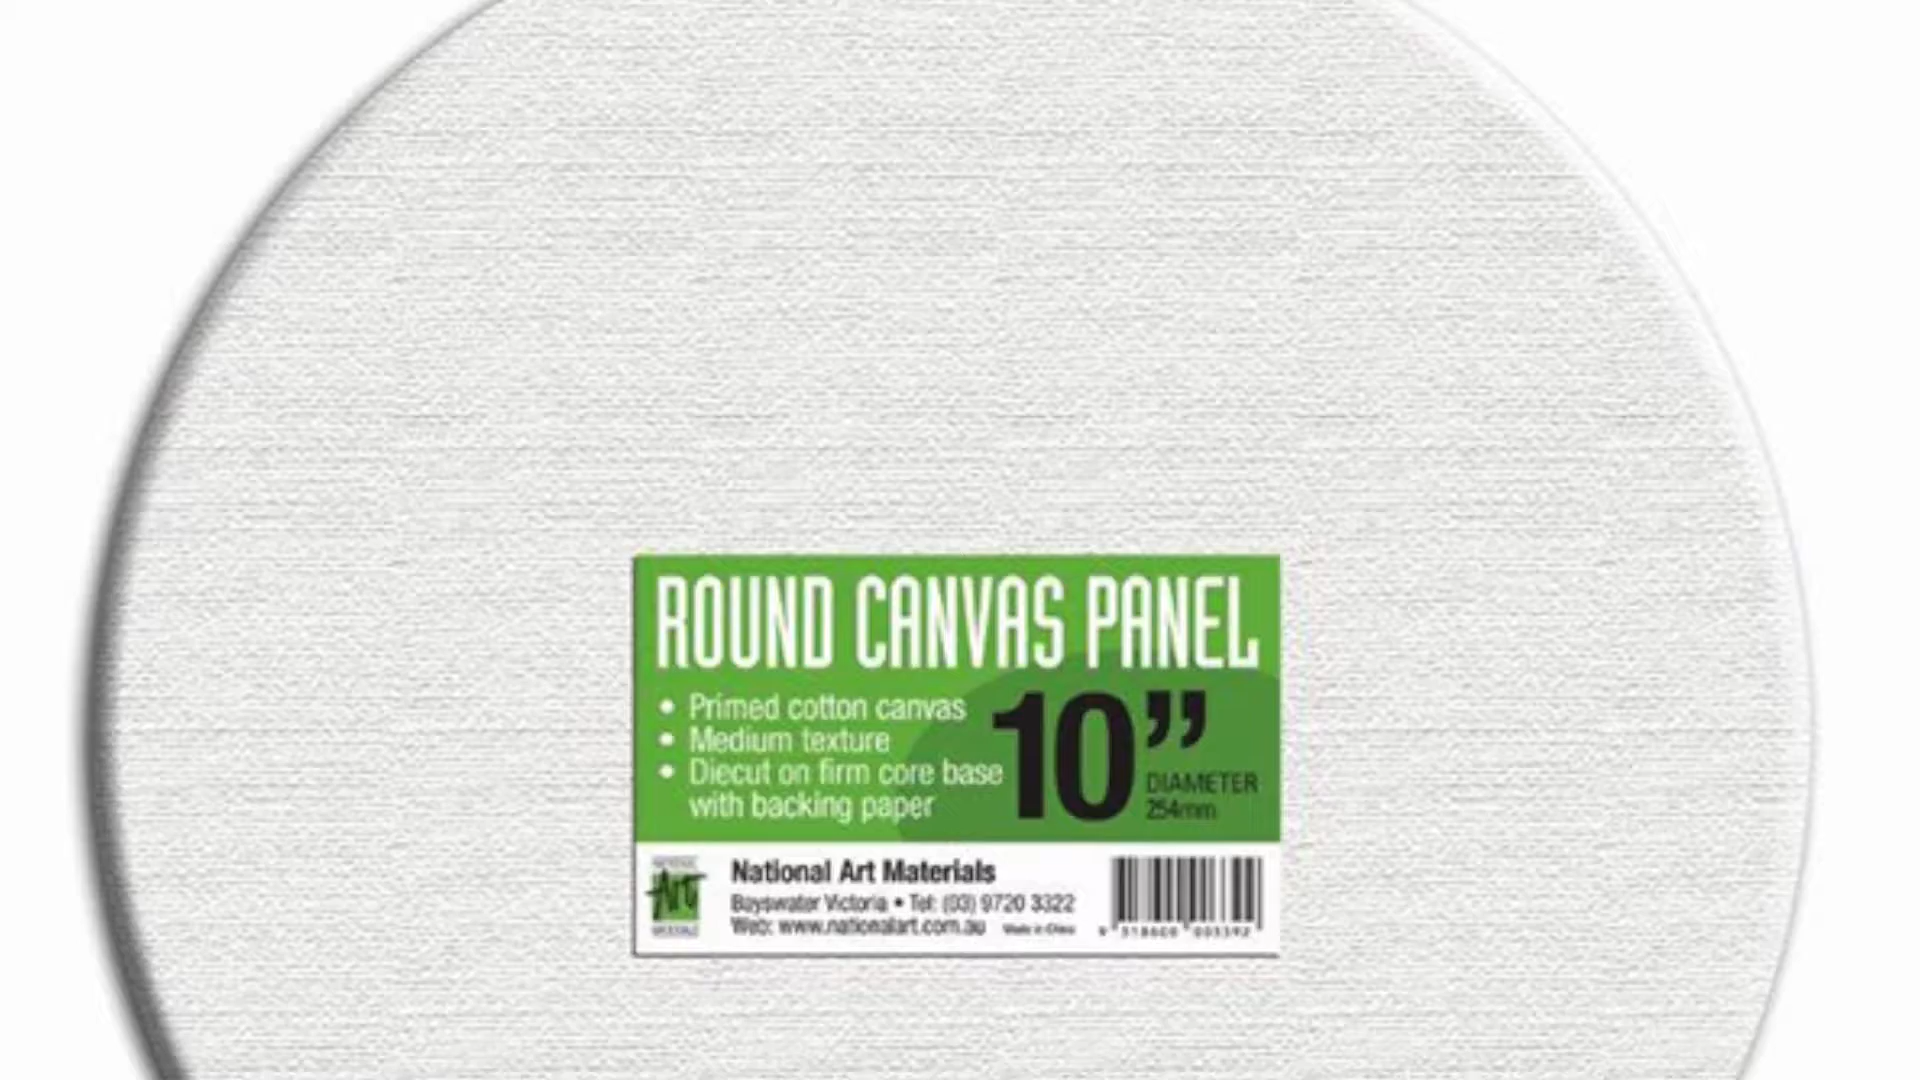 ROUND CANVAS PANEL
• Primed cotton canvas
• Medium texture
• Diecut on firm core base
with backing paper
10”
DIAMETER
254mm
Art
National Art Materials
Bayswater Victoria • Tel: (03) 9720 3322
Web: www.nationalart.com.au Made in China